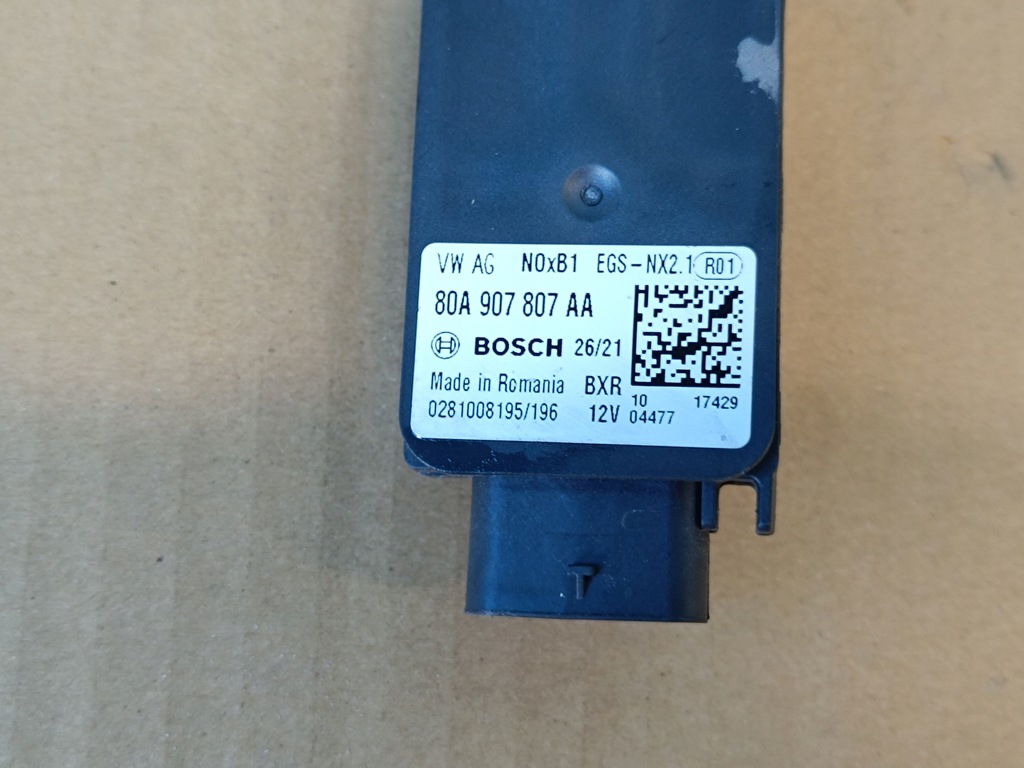 VW AG NOxB1 EGS-NX2.1 R01
80A 907 807 AA
BOSCH 26/21
Made in Romania BXR
10 17429
0281008195/196 12V 04477
T